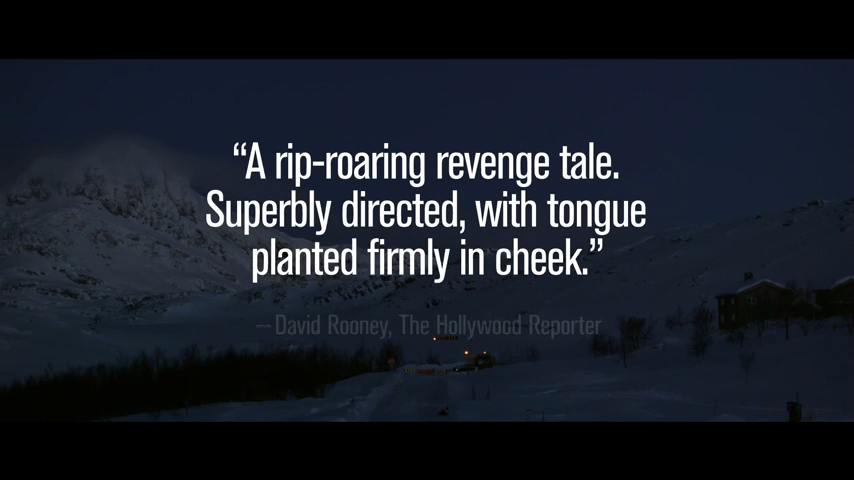 “A rip-roaring revenge tale.
Superbly directed, with tongue
planted firmly in cheek.”
— David Rooney, The Hollywood Reporter